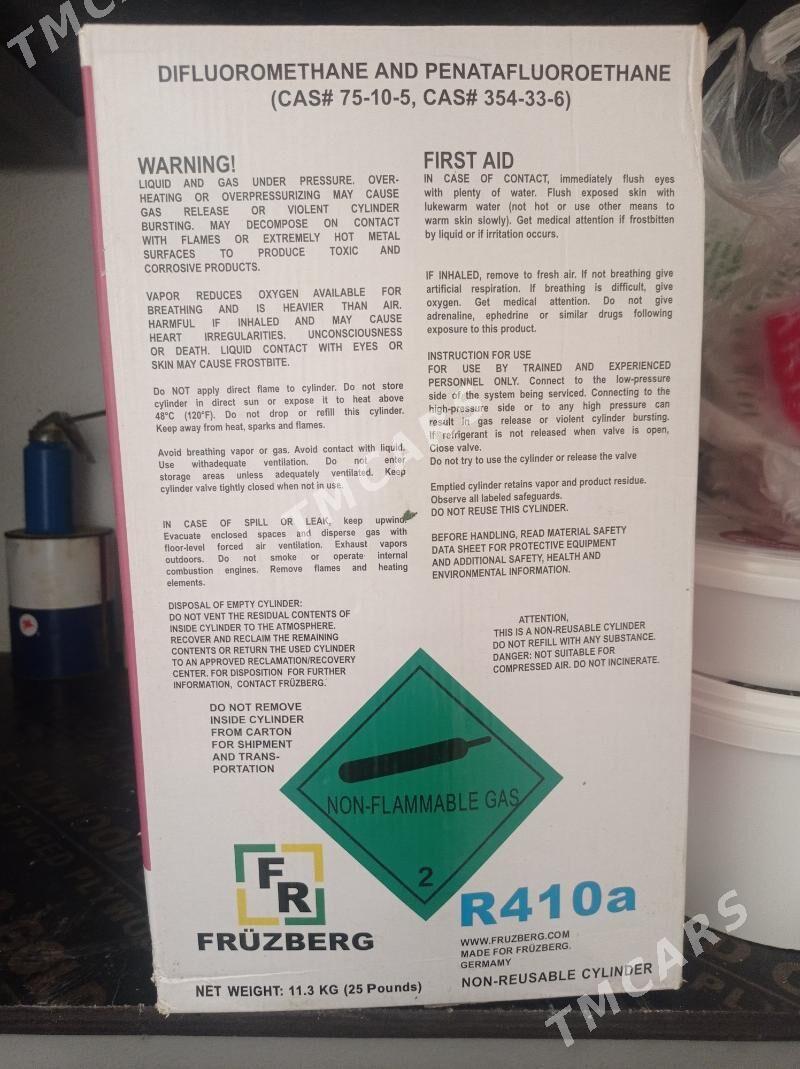 DIFLUOROMETHANE AND PENATAFLUOROETHANE
(CAS# 75-10-5, CAS# 354-33-6)
WARNING!
LIQUID AND GAS UNDER PRESSURE. OVER-
HEATING OR OVERPRESSURIZING MAY CAUSE
GAS RELEASE OR VIOLENT CYLINDER
BURSTING. MAY DECOMPOSE ON CONTACT
WITH FLAMES OR EXTREMELY HOT METAL
SURFACES TO PRODUCE TOXIC AND
CORROSIVE PRODUCTS.
VAPOR REDUCES OXYGEN AVAILABLE FOR
BREATHING AND IS HEAVIER THAN AIR.
HARMFUL IF INHALED AND MAY CAUSE
HEART IRREGULARITIES. UNCONSCIOUSNESS
OR DEATH. LIQUID CONTACT WITH EYES OR
SKIN MAY CAUSE FROSTBITE.
Do NOT apply direct flame to cylinder. Do not store
cylinder in direct sun or expose it to heat above
48°C (120°F). Do not drop or refill this cylinder.
Keep away from heat, sparks and flames.
Avoid breathing vapor or gas. Avoid contact with liquid.
Use withadequate ventilation. Do not enter
storage areas unless adequately ventilated. Keep
cylinder valve tightly closed when not in use.
IN CASE OF SPILL OR LEAK, keep upwind.
Evacuate enclosed spaces and disperse gas with
floor-level forced air ventilation. Exhaust vapors
outdoors. Do not smoke or operate internal
combustion engines. Remove flames and heating
elements.
DISPOSAL OF EMPTY CYLINDER:
DO NOT VENT THE RESIDUAL CONTENTS OF
INSIDE CYLINDER TO THE ATMOSPHERE.
RECOVER AND RECLAIM THE REMAINING
CONTENTS OR RETURN THE USED CYLINDER
TO AN APPROVED RECLAMATION/RECOVERY
CENTER. FOR DISPOSITION FOR FURTHER
INFORMATION, CONTACT FRÜZBERG.
DO NOT REMOVE
INSIDE CYLINDER
FROM CARTON
FOR SHIPMENT
AND TRANS-
PORTATION
FIRST AID
IN CASE OF CONTACT, immediately flush eyes
with plenty of water. Flush exposed skin with
lukewarm water (not hot or use other means to
warm skin slowly). Get medical attention if frostbitten
by liquid or if irritation occurs.
IF INHALED, remove to fresh air. If not breathing give
artificial respiration. If breathing is difficult, give
oxygen. Get medical attention. Do not give
adrenaline, ephedrine or similar drugs following
exposure to this product.
INSTRUCTION FOR USE
FOR USE BY TRAINED AND EXPERIENCED
PERSONNEL ONLY. Connect to the low-pressure
side of the system being serviced. Connecting to the
high-pressure side or to any high pressure can
result in gas release or violent cylinder bursting.
If refrigerant is not released when valve is open,
Close valve.
Do not try to use the cylinder or release the valve
Emptied cylinder retains vapor and product residue.
Observe all labeled safeguards.
DO NOT REUSE THIS CYLINDER.
BEFORE HANDLING, READ MATERIAL SAFETY
DATA SHEET FOR PROTECTIVE EQUIPMENT
AND ADDITIONAL SAFETY, HEALTH AND
ENVIRONMENTAL INFORMATION.
ATTENTION,
THIS IS A NON-REUSABLE CYLINDER
DO NOT REFILL WITH ANY SUBSTANCE.
DANGER: NOT SUITABLE FOR
COMPRESSED AIR. DO NOT INCINERATE.
NON-FLAMMABLE GAS
2
FR
FRÜZBERG
NET WEIGHT: 11.3 KG (25 Pounds)
R410a
WWW.FRUZBERG.COM
MADE FOR FRÜZBERG.
GERMAMY
NON-REUSABLE CYLINDER
TMCARS
TMCARS